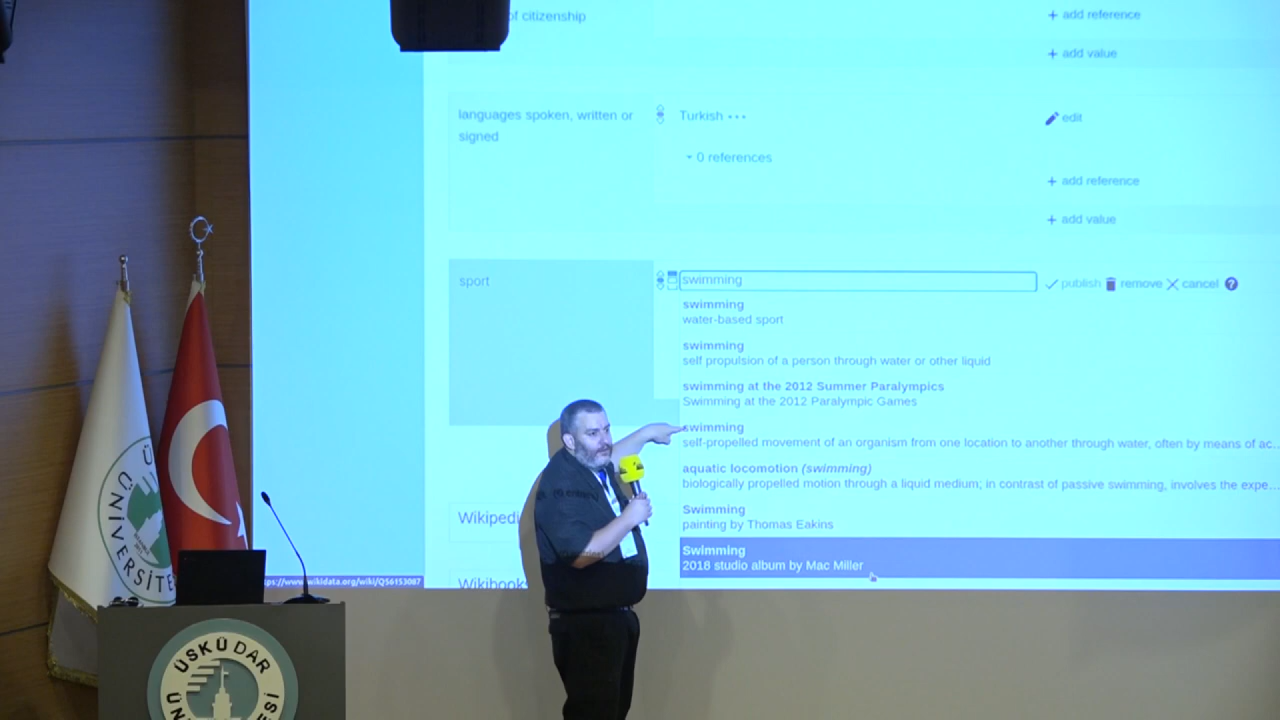 of citizenship
+ add reference
+ add value
languages spoken, written or
signed
Turkish
edit
0 references
+ add reference
+ add value
sport
swimming
publish remove cancel ?
swimming
water-based sport
swimming
self propulsion of a person through water or other liquid
swimming at the 2012 Summer Paralympics
Swimming at the 2012 Paralympic Games
swimming
self-propelled movement of an organism from one location to another through water, often by means of ac...
aquatic locomotion (swimming)
biologically propelled motion through a liquid medium; in contrast of passive swimming, involves the expe...
Swimming
painting by Thomas Eakins
Swimming
2018 studio album by Mac Miller
Wikipedi
Wikibooks
ps://www.wikidata.org/wiki/Q56153087
ÜNİVERSİTE
ÜSKÜDAR